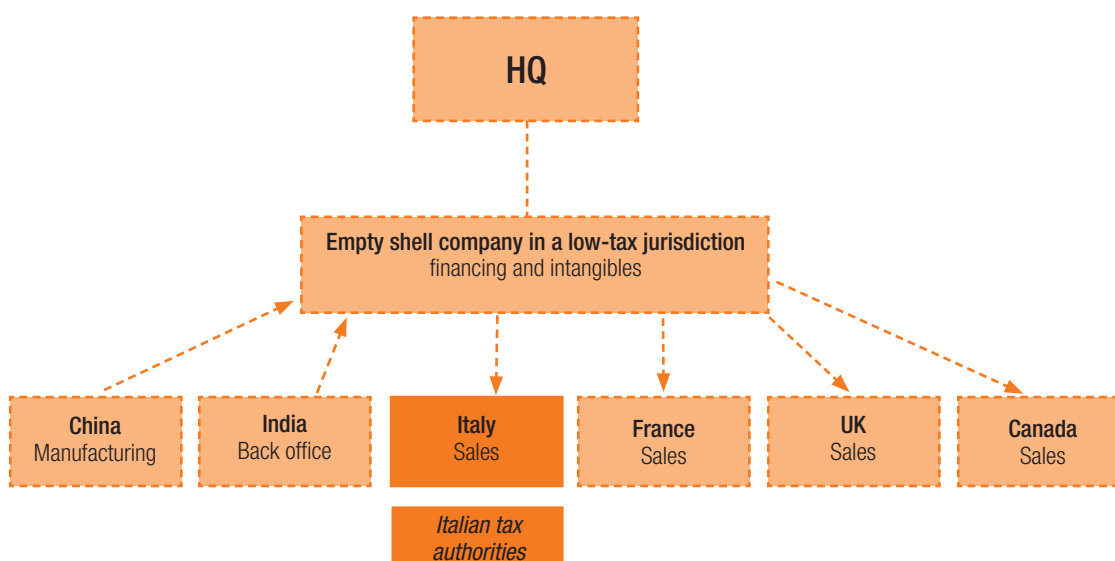 HQ
Empty shell company in a low-tax jurisdiction
financing and intangibles
China
Manufacturing
India
Back office
Italy
Sales
France
Sales
UK
Sales
Canada
Sales
Italian tax
authorities